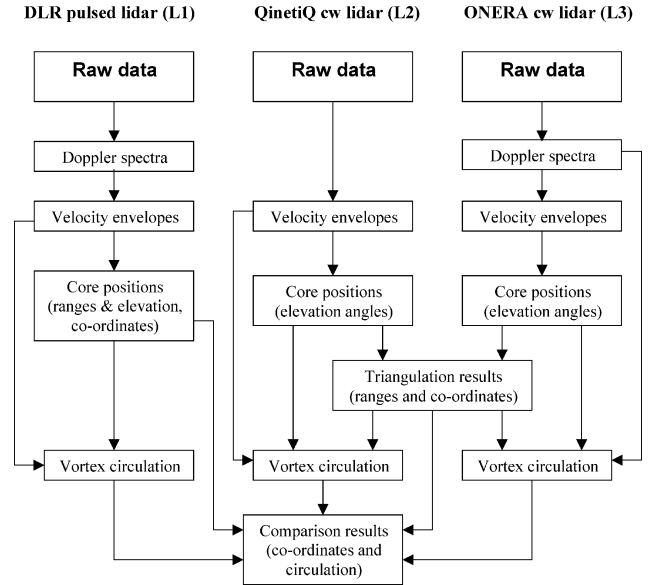 DLR pulsed lidar (L1)
QinetiQ cw lidar (L2)
ONERA cw lidar (L3)
Raw data
Raw data
Raw data
Doppler spectra
Doppler spectra
Velocity envelopes
Velocity envelopes
Velocity envelopes
Core positions
(ranges & elevation,
co-ordinates)
Core positions
(elevation angles)
Core positions
(elevation angles)
Triangulation results
(ranges and co-ordinates)
Vortex circulation
Vortex circulation
Vortex circulation
Comparison results
(co-ordinates and
circulation)